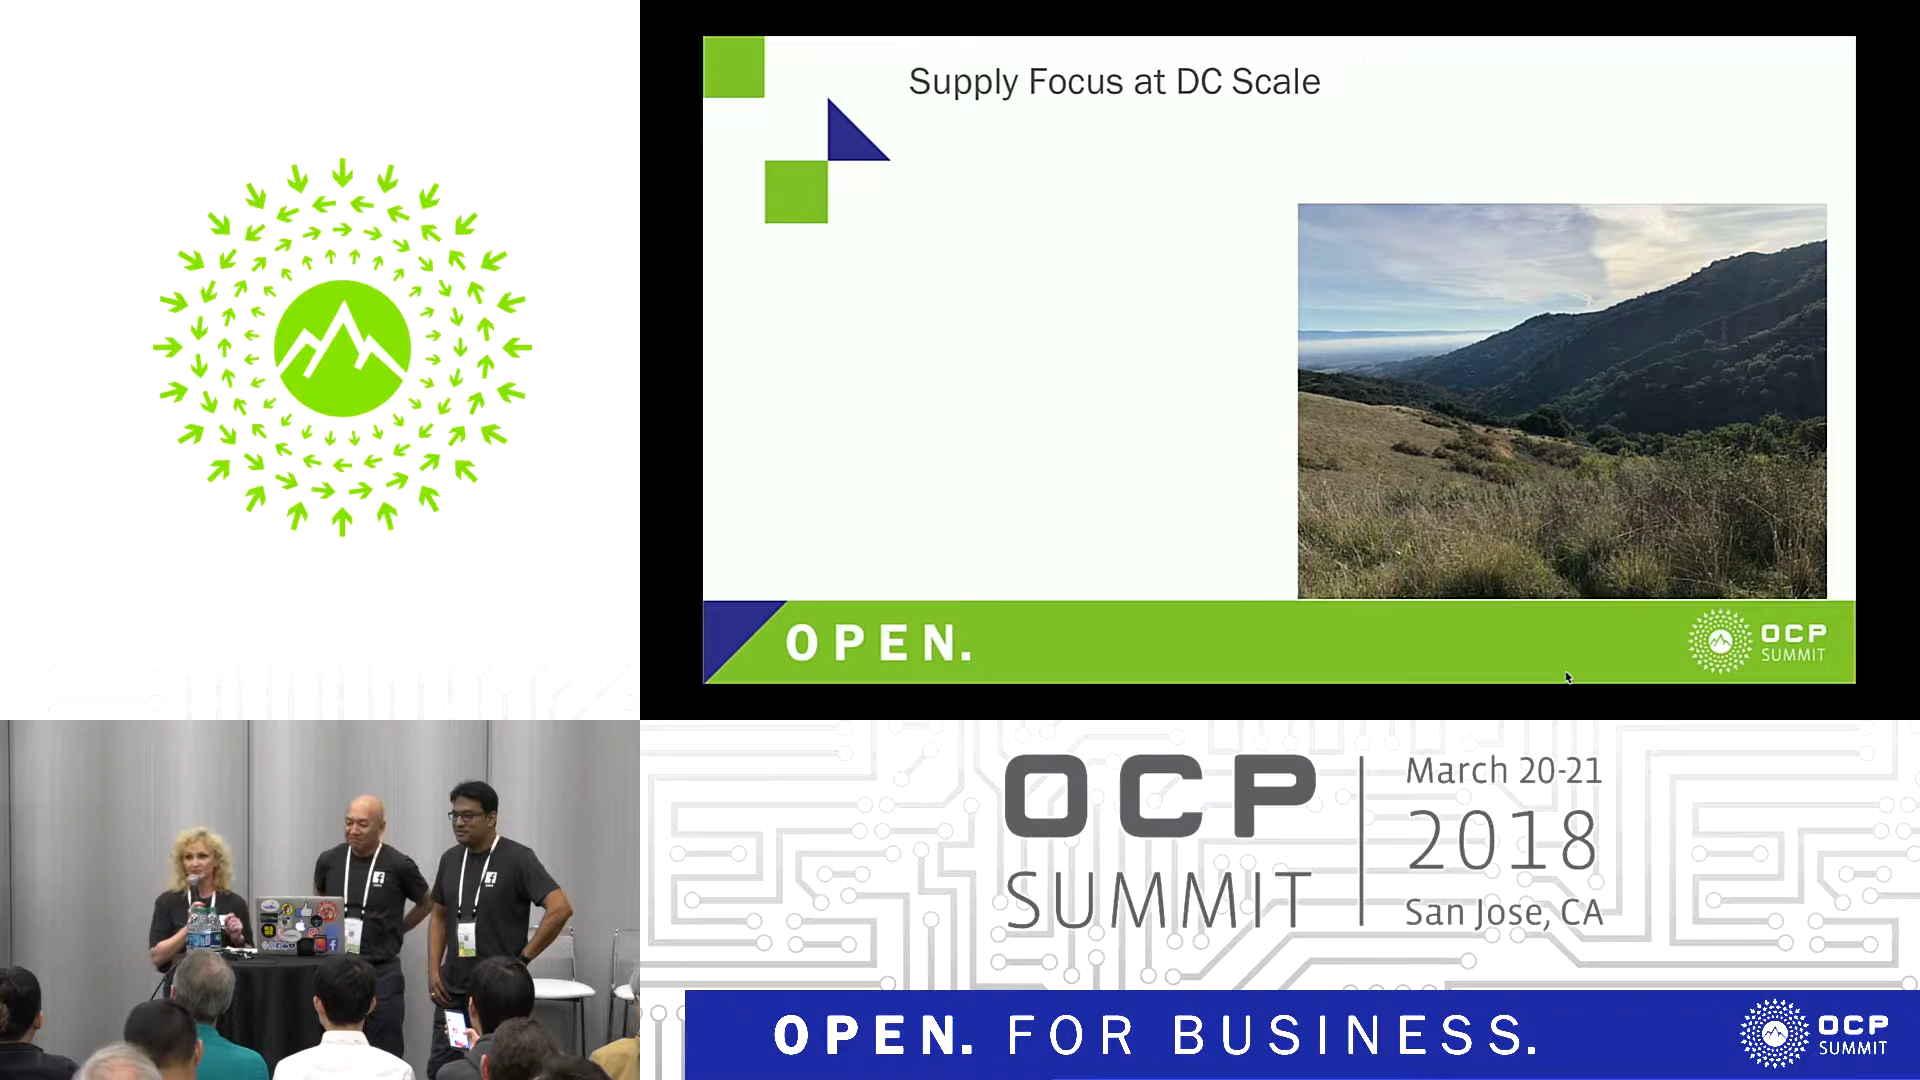 Supply Focus at DC Scale
OPEN.
OCP
SUMMIT
OCP
SUMMIT
March 20-21
2018
San Jose, CA
OPEN. FOR BUSINESS.
OCP
SUMMIT